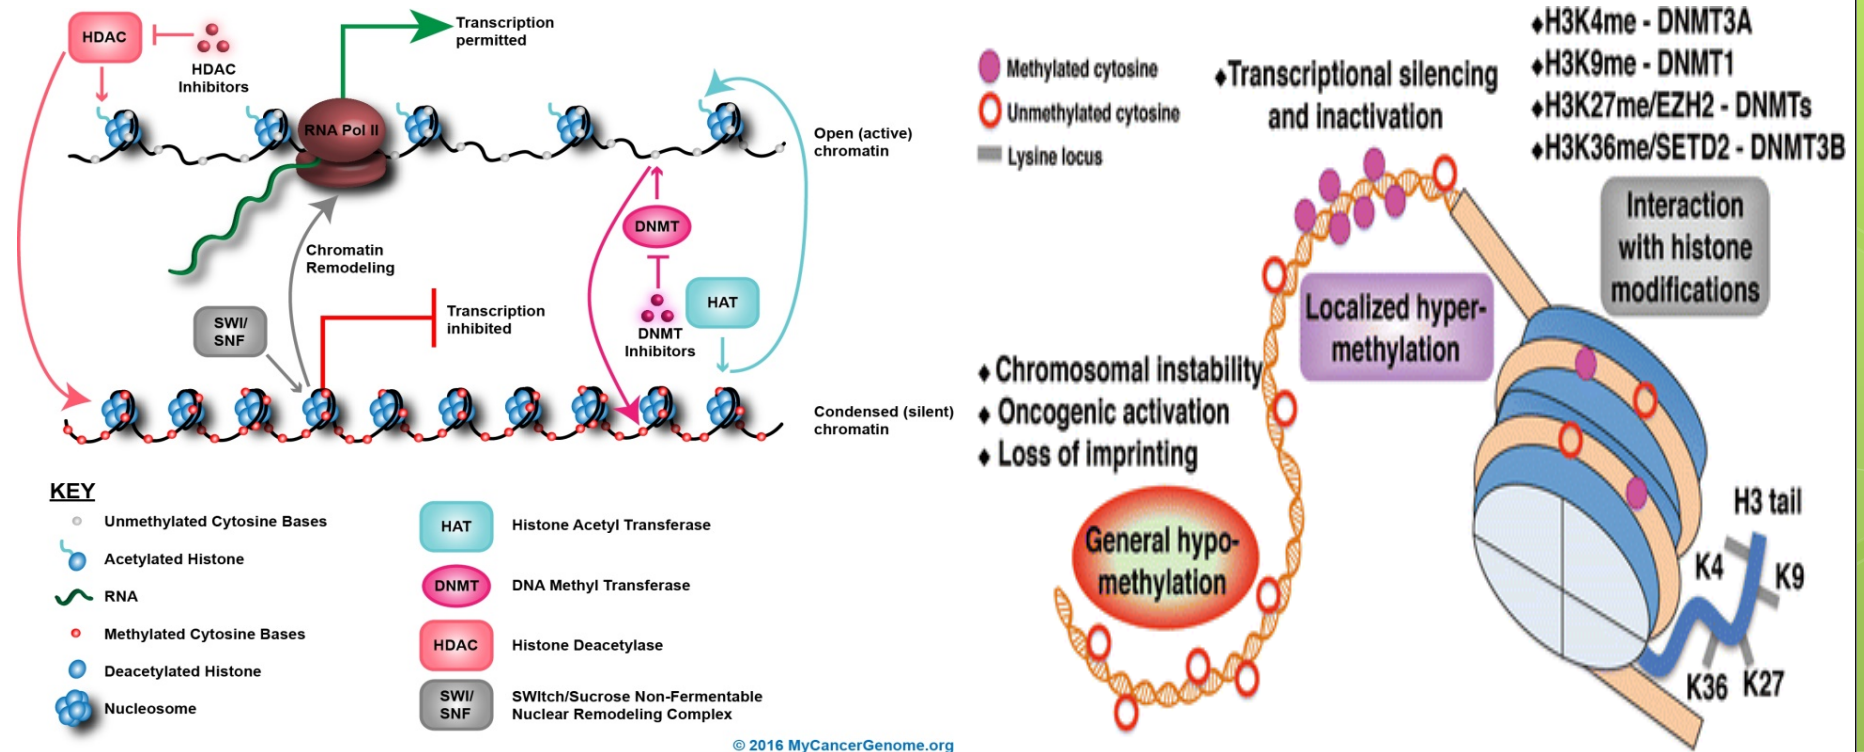 HDAC
HDAC
Inhibitors
Transcription
permitted
RNA Pol II
Open (active)
chromatin
Chromatin
Remodeling
DNMT
SWI/
SNF
Transcription
inhibited
DNMT
Inhibitors
HAT
Condensed (silent)
chromatin
KEY
Unmethylated Cytosine Bases
Acetylated Histone
RNA
Methylated Cytosine Bases
Deacetylated Histone
Nucleosome
HAT
Histone Acetyl Transferase
DNMT
DNA Methyl Transferase
HDAC
Histone Deacetylase
SWI/
SNF
SWItch/Sucrose Non-Fermentable
Nuclear Remodeling Complex
© 2016 MyCancerGenome.org
Methylated cytosine
Unmethylated cytosine
Lysine locus
♦Transcriptional silencing
and inactivation
♦H3K4me - DNMT3A
♦H3K9me - DNMT1
♦H3K27me/EZH2 - DNMTs
♦H3K36me/SETD2 - DNMT3B
Interaction
with histone
modifications
Localized hyper-
methylation
♦ Chromosomal instability
♦ Oncogenic activation
♦ Loss of imprinting
General hypo-
methylation
H3 tail
K4
K9
K36
K27